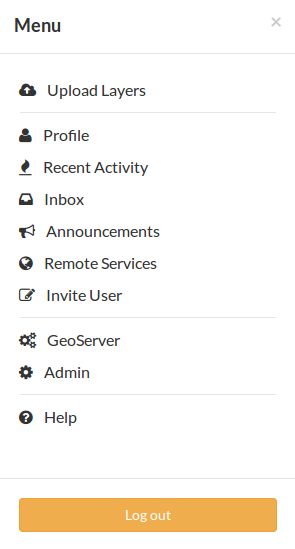 Menu
×
Upload Layers
Profile
Recent Activity
Inbox
Announcements
Remote Services
Invite User
GeoServer
Admin
Help
Log out